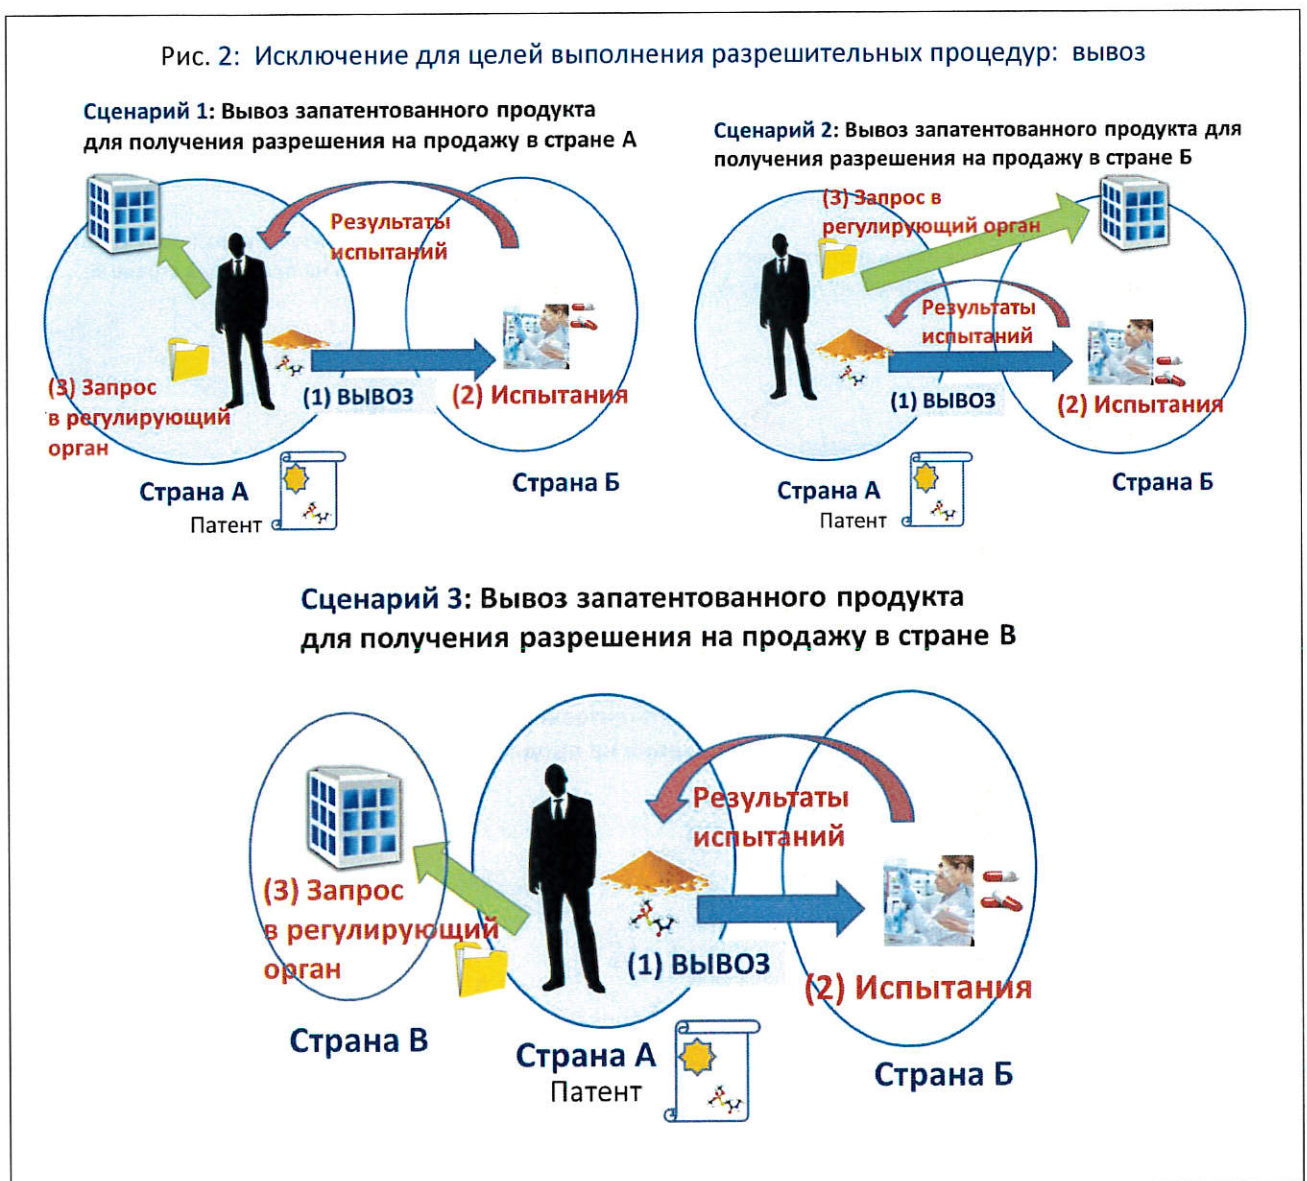 Рис. 2: Исключение для целей выполнения разрешительных процедур: вывоз
Сценарий 1: Вывоз запатентованного продукта
для получения разрешения на продажу в стране А
Результаты
испытаний
(3) Запрос
в регулирующий
орган
(1) ВЫВОЗ
(2) Испытания
Страна А
Патент
Страна Б
Сценарий 2: Вывоз запатентованного продукта для
получения разрешения на продажу в стране Б
(3) Запрос в
регулирующий орган
Результаты
испытаний
(1) ВЫВОЗ
(2) Испытания
Страна А
Патент
Страна Б
Сценарий 3: Вывоз запатентованного продукта
для получения разрешения на продажу в стране В
Результаты
испытаний
(3) Запрос
в регулирующий
орган
(1) ВЫВОЗ
(2) Испытания
Страна В
Страна А
Патент
Страна Б